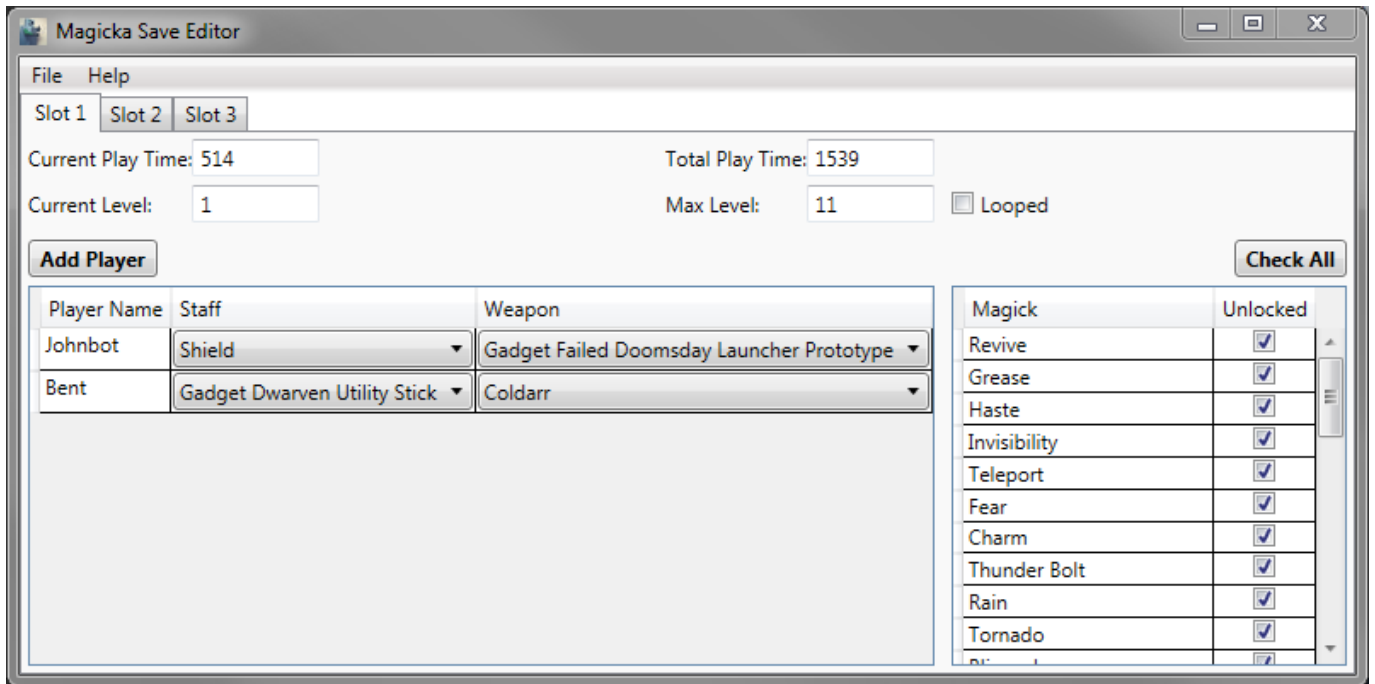 Magicka Save Editor
File Help
Slot 1 Slot 2 Slot 3
Current Play Time: 514 Total Play Time: 1539
Current Level: 1 Max Level: 11 Looped
Add Player Check All
Player Name Staff Weapon Magick Unlocked
Johnbot Shield Gadget Failed Doomsday Launcher Prototype Revive
Grease
Bent Gadget Dwarven Utility Stick Coldarr
Haste
Invisibility
Teleport
Fear
Charm
Thunder Bolt
Rain
Tornado